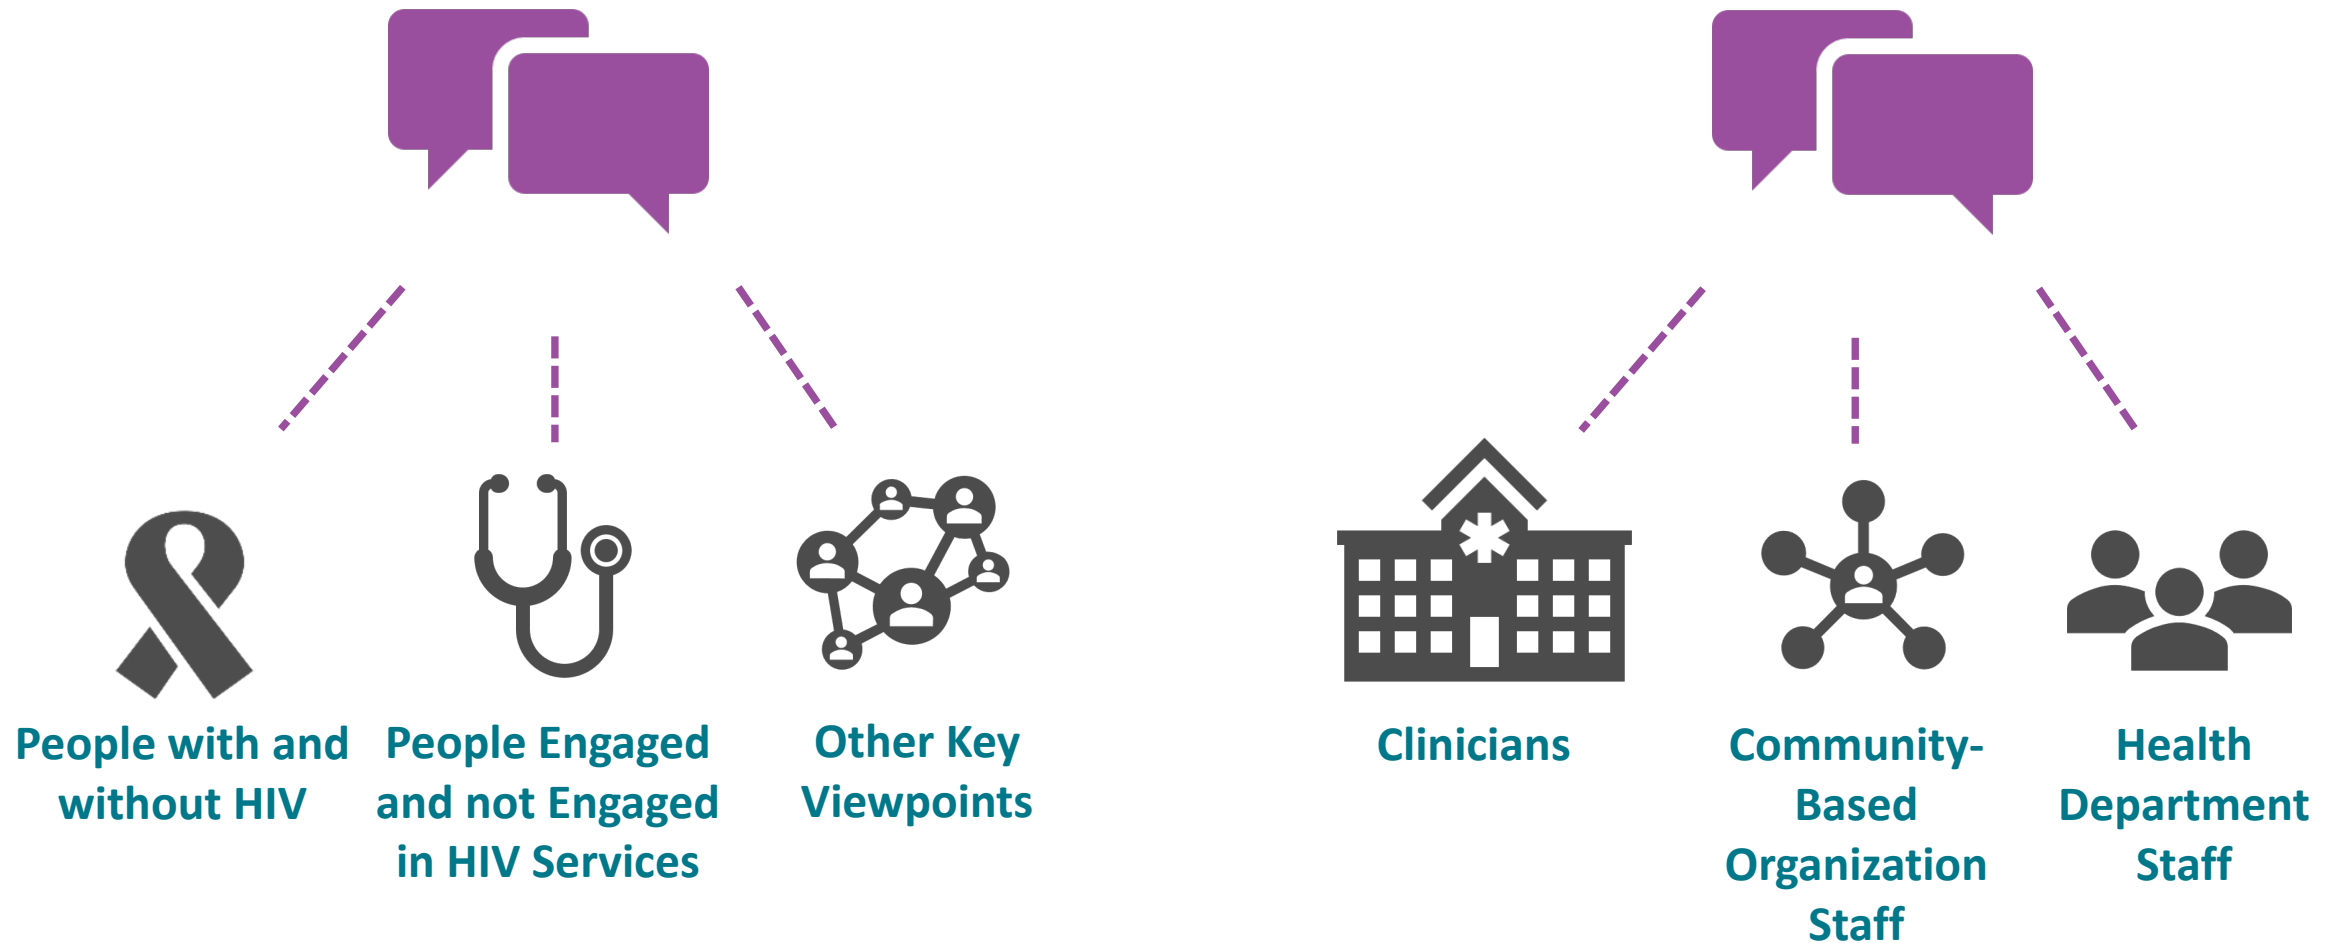 People with and
without HIV
People Engaged
and not Engaged
in HIV Services
Other Key
Viewpoints
Clinicians
Community-
Based
Organization
Staff
Health
Department
Staff